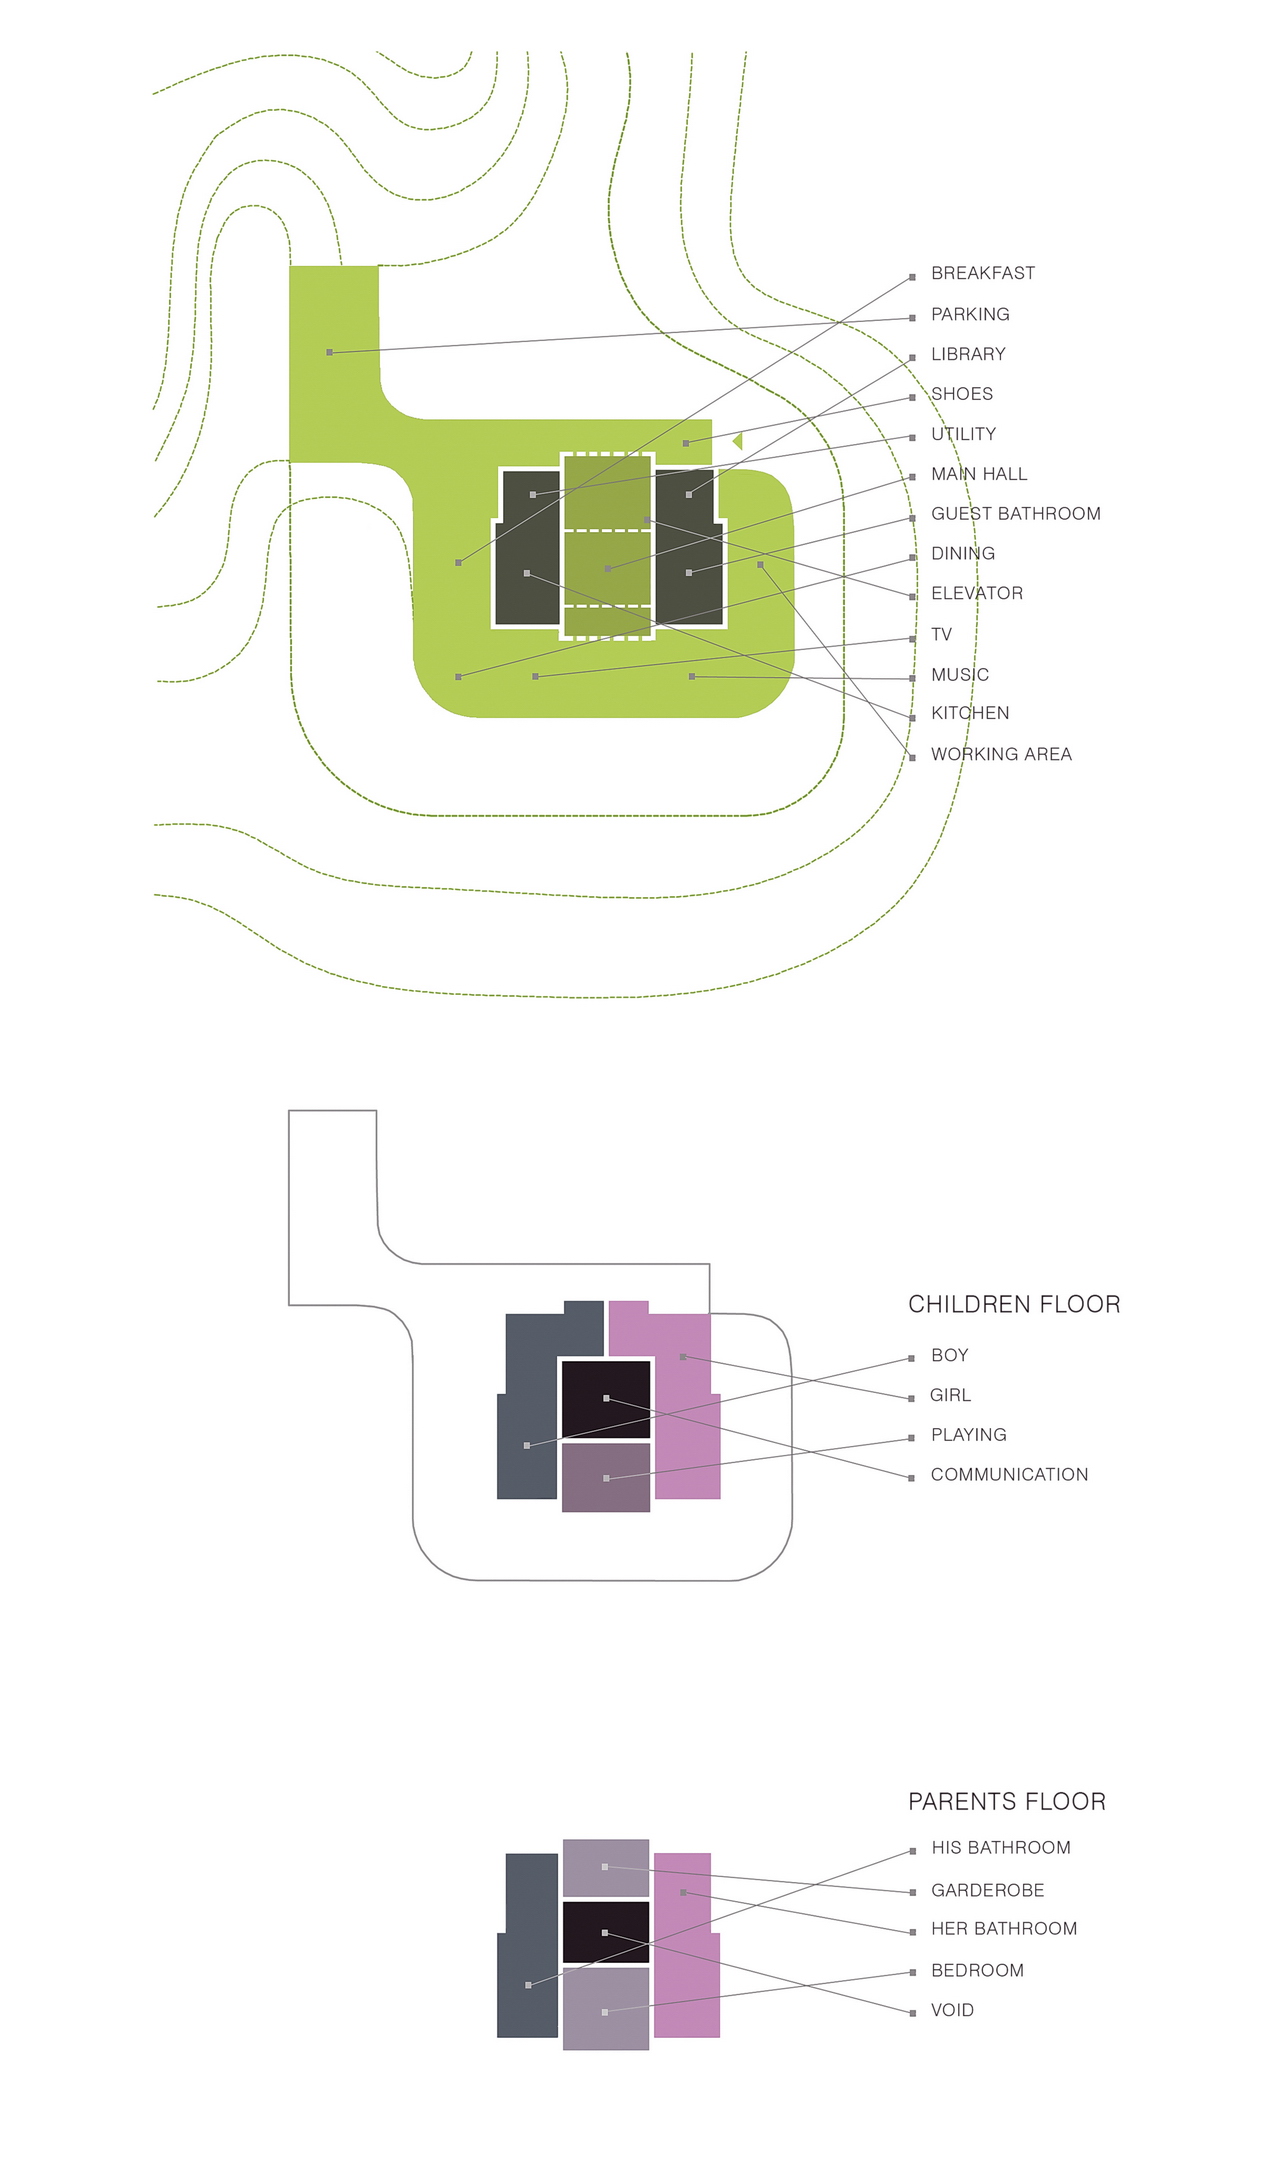 BREAKFAST
PARKING
LIBRARY
SHOES
UTILITY
MAIN HALL
GUEST BATHROOM
DINING
ELEVATOR
TV
MUSIC
KITCHEN
WORKING AREA
CHILDREN FLOOR
BOY
GIRL
PLAYING
COMMUNICATION
PARENTS FLOOR
HIS BATHROOM
GARDEROBE
HER BATHROOM
BEDROOM
VOID